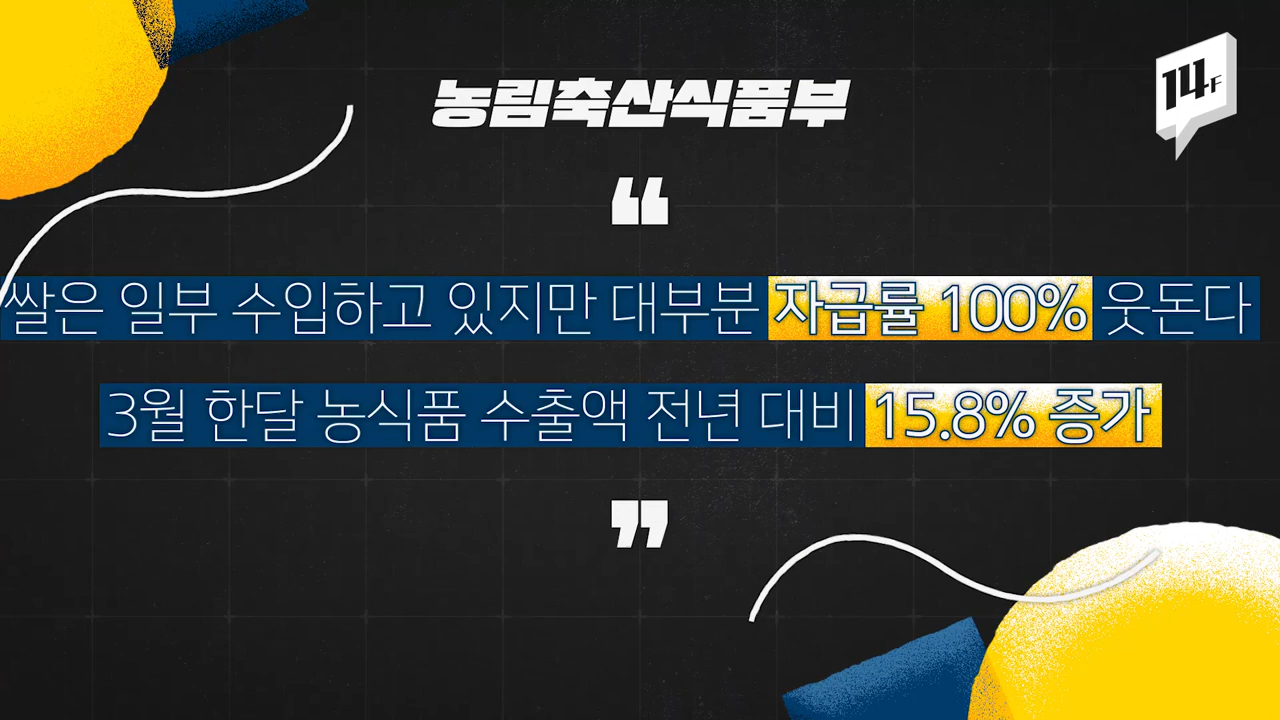 농림축산식품부
14F
“
쌀은 일부 수입하고 있지만 대부분 자급률 100% 웃돈다
3월 한달 농식품 수출액 전년 대비 15.8% 증가
”